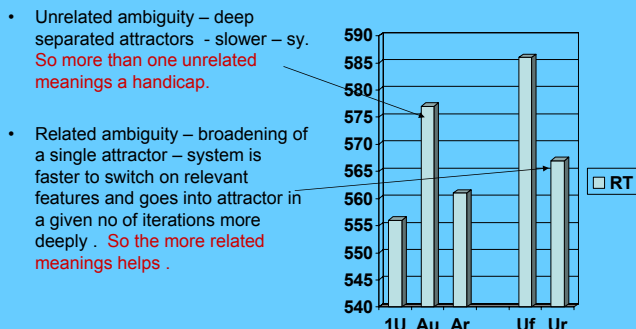 • Unrelated ambiguity – deep
separated attractors - slower – sy.
So more than one unrelated
meanings a handicap.
• Related ambiguity – broadening of
a single attractor – system is
faster to switch on relevant
features and goes into attractor in
a given no of iterations more
deeply . So the more related
meanings helps .
590
585
580
575
570
565
560
555
550
545
540
1U Au Ar Uf Ur
RT